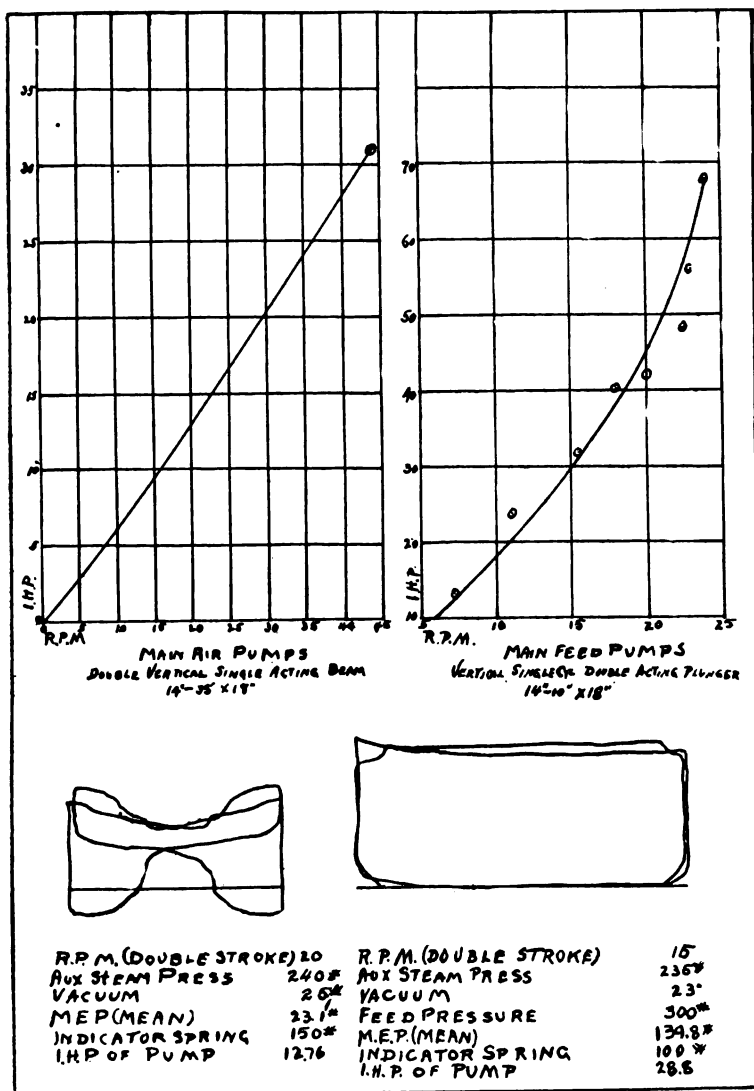 35
30
25
20
15
10
5
0
I.H.P.
R.P.M
5 10 15 20 25 30 35 44 45
MAIN AIR PUMPS
DOUBLE VERTICAL SINGLE ACTING BEAM
14"-35" X 18"
70
60
50
40
30
20
10
I.H.P.
5 10 15 20 25
R.P.M.
MAIN FEED PUMPS
VERTICAL SINGLE CYL DOUBLE ACTING PLUNGER
14"-10" X 18"
R.P.M. (DOUBLE STROKE) 20
AUX STEAM PRESS 240#
VACUUM
MEP (MEAN) 23.1#
INDICATOR SPRING 150#
I.H.P OF PUMP 12.76
R.P.M. (DOUBLE STROKE) 15
AUX STEAM PRESS 236#
VACUUM 23"
FEED PRESSURE 300#
M.E.P. (MEAN)
INDICATOR SPRING 100#
I.H.P. OF PUMP 28.8